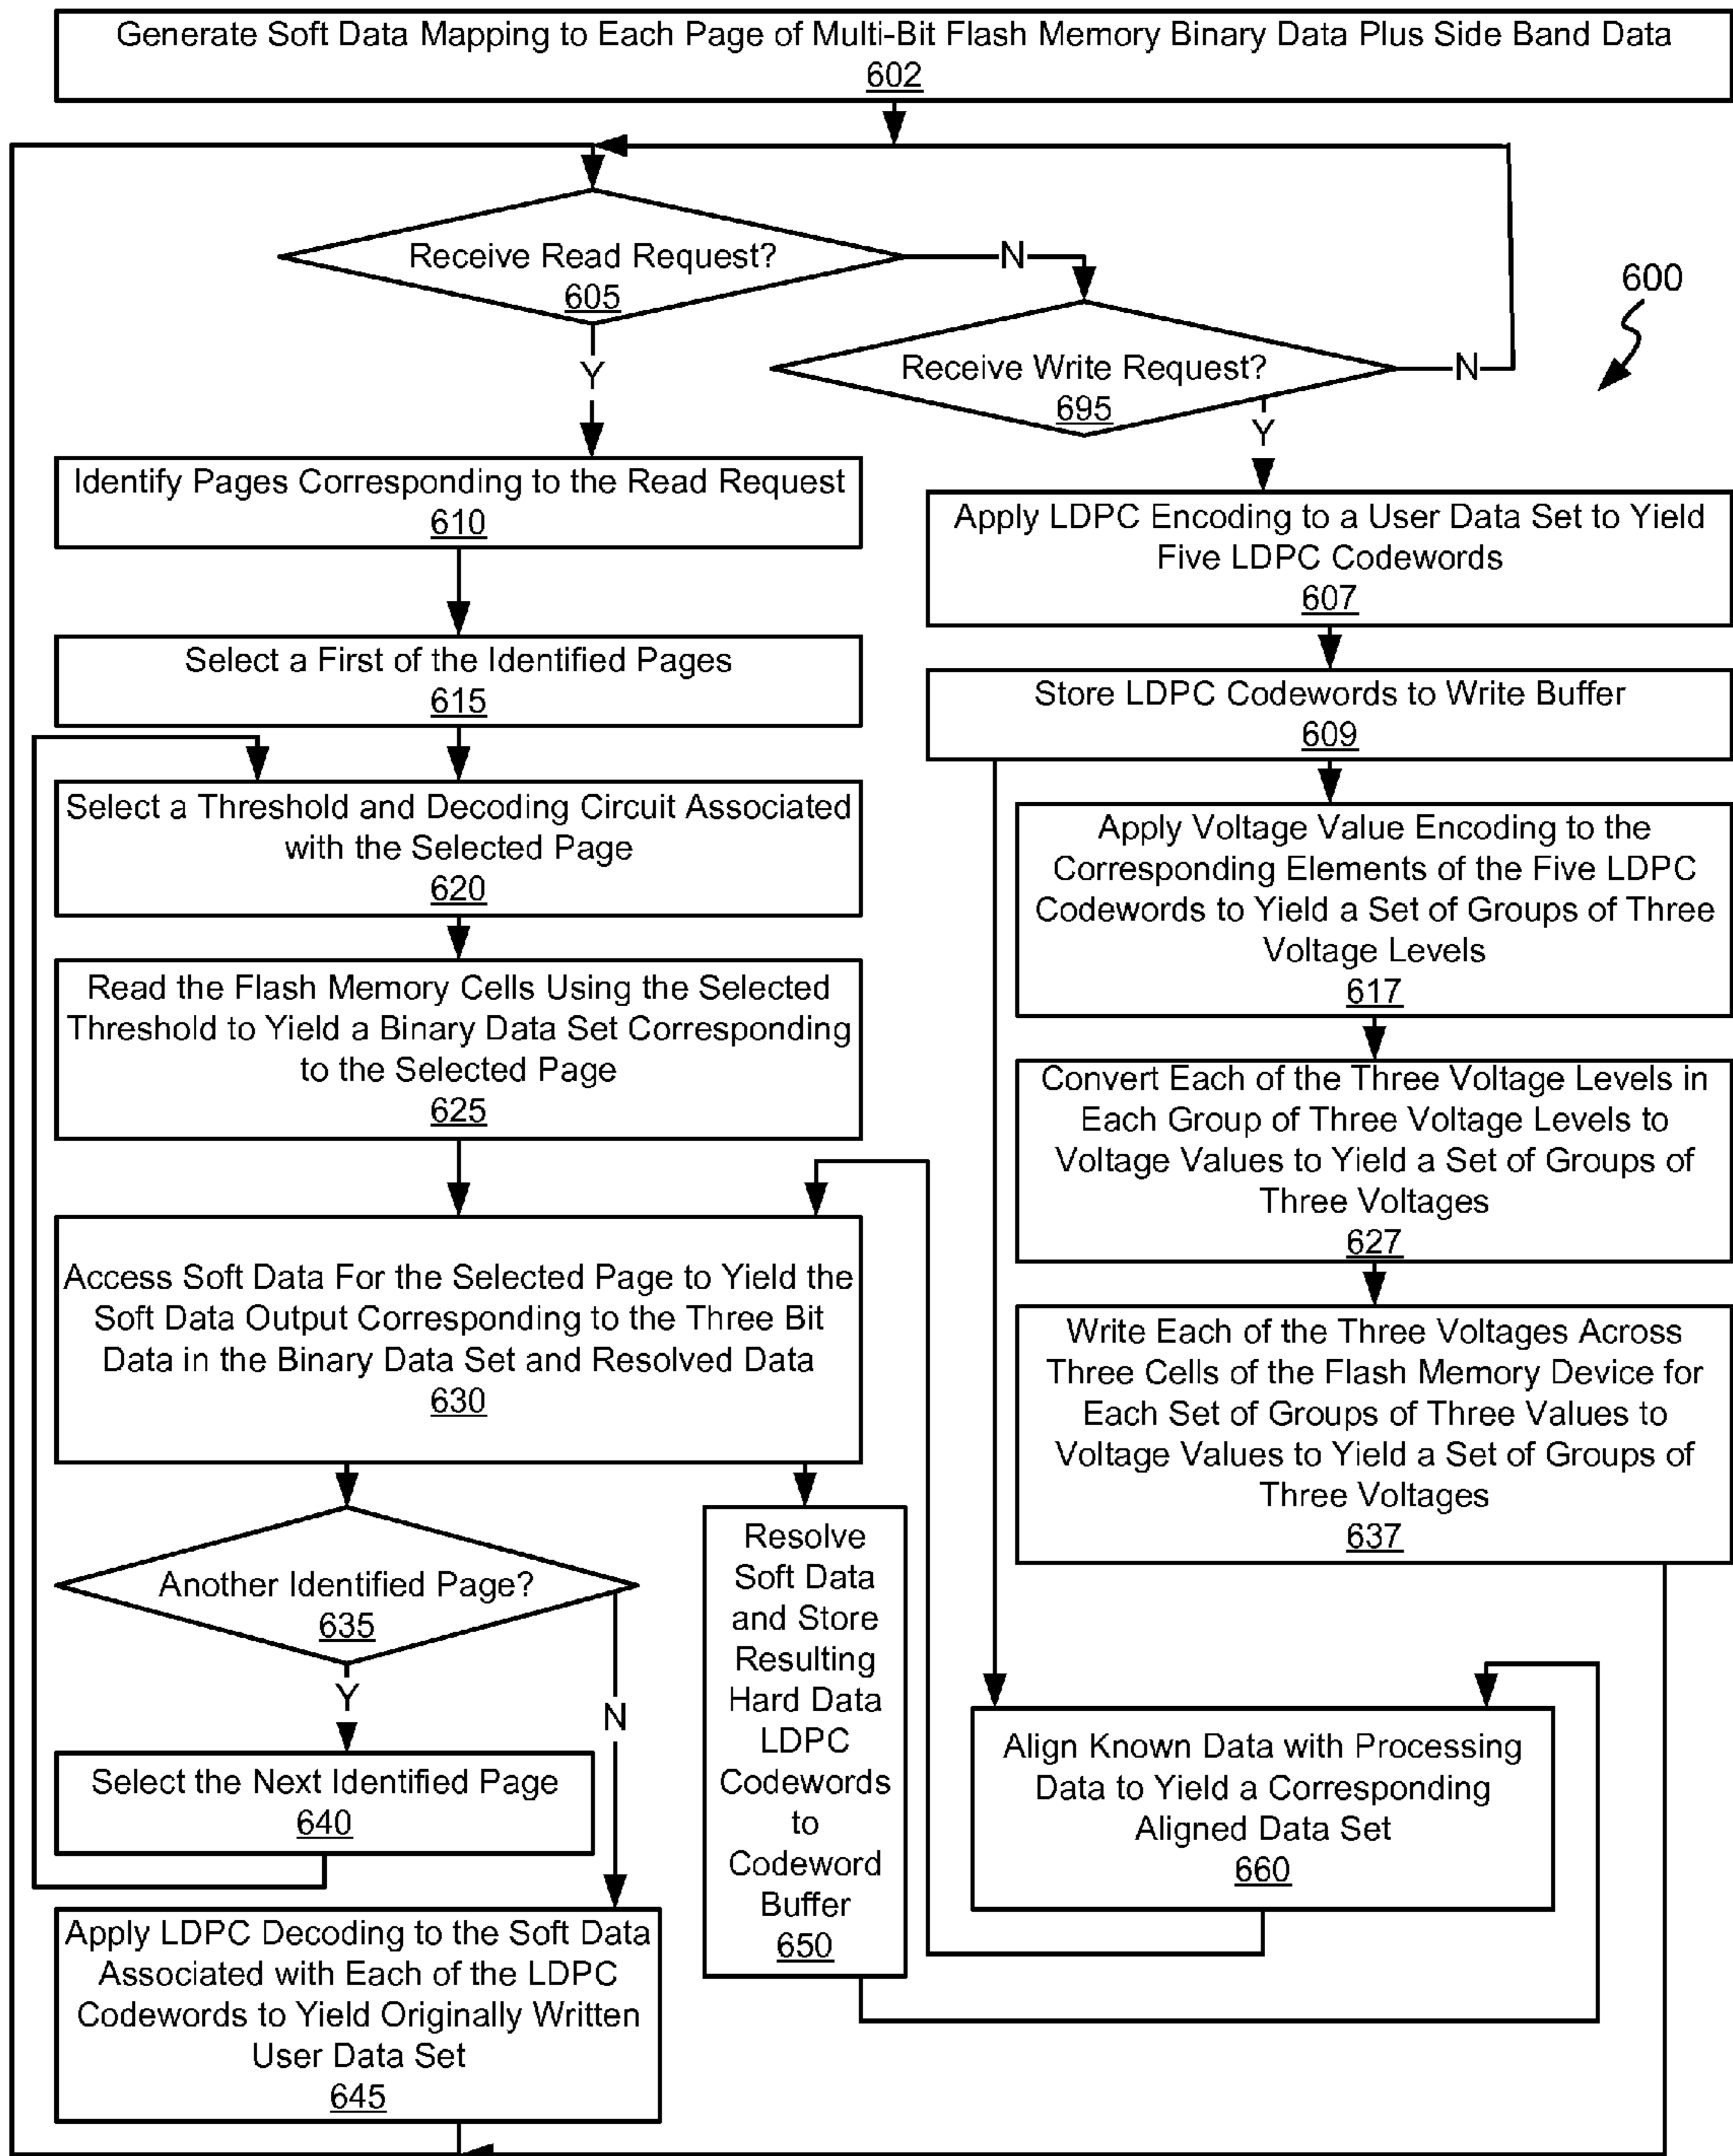 Generate Soft Data Mapping to Each Page of Multi-Bit Flash Memory Binary Data Plus Side Band Data
602
Receive Read Request?
605
N
Y
600
Receive Write Request?
695
N
Y
Identify Pages Corresponding to the Read Request
610
Apply LDPC Encoding to a User Data Set to Yield
Five LDPC Codewords
607
Select a First of the Identified Pages
615
Store LDPC Codewords to Write Buffer
609
Select a Threshold and Decoding Circuit Associated
with the Selected Page
620
Apply Voltage Value Encoding to the
Corresponding Elements of the Five LDPC
Codewords to Yield a Set of Groups of Three
Voltage Levels
617
Read the Flash Memory Cells Using the Selected
Threshold to Yield a Binary Data Set Corresponding
to the Selected Page
625
Convert Each of the Three Voltage Levels in
Each Group of Three Voltage Levels to
Voltage Values to Yield a Set of Groups of
Three Voltages
627
Access Soft Data For the Selected Page to Yield the
Soft Data Output Corresponding to the Three Bit
Data in the Binary Data Set and Resolved Data
630
Write Each of the Three Voltages Across
Three Cells of the Flash Memory Device for
Each Set of Groups of Three Values to
Voltage Values to Yield a Set of Groups of
Three Voltages
637
Another Identified Page?
635
Y
N
Resolve
Soft Data
and Store
Resulting
Hard Data
LDPC
Codewords
to
Codeword
Buffer
650
Select the Next Identified Page
640
Align Known Data with Processing
Data to Yield a Corresponding
Aligned Data Set
660
Apply LDPC Decoding to the Soft Data
Associated with Each of the LDPC
Codewords to Yield Originally Written
User Data Set
645